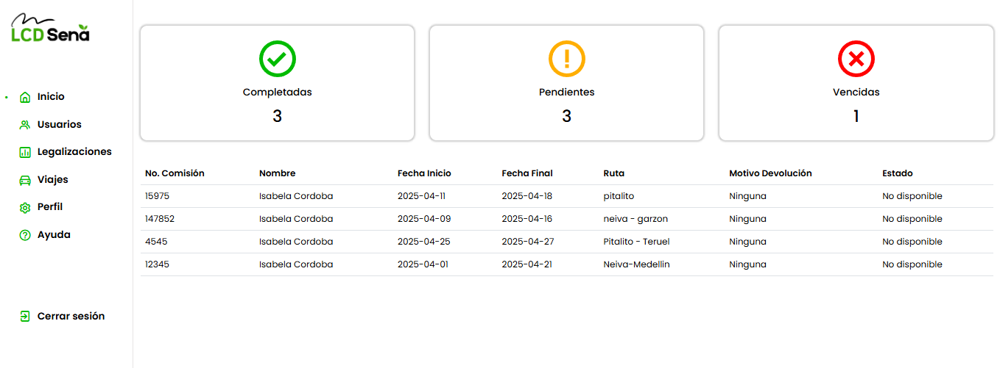 LCD Sena
Inicio
Usuarios
Legalizaciones
Viajes
Perfil
Ayuda
Cerrar sesión
Completadas
3
Pendientes
3
Vencidas
1
No. Comisión Nombre Fecha Inicio Fecha Final Ruta Motivo Devolución Estado
15975 Isabela Cordoba 2025-04-11 2025-04-18 pitalito Ninguna No disponible
147852 Isabela Cordoba 2025-04-09 2025-04-16 neiva - garzon Ninguna No disponible
4545 Isabela Cordoba 2025-04-25 2025-04-27 Pitalito - Teruel Ninguna No disponible
12345 Isabela Cordoba 2025-04-01 2025-04-21 Neiva-Medellin Ninguna No disponible